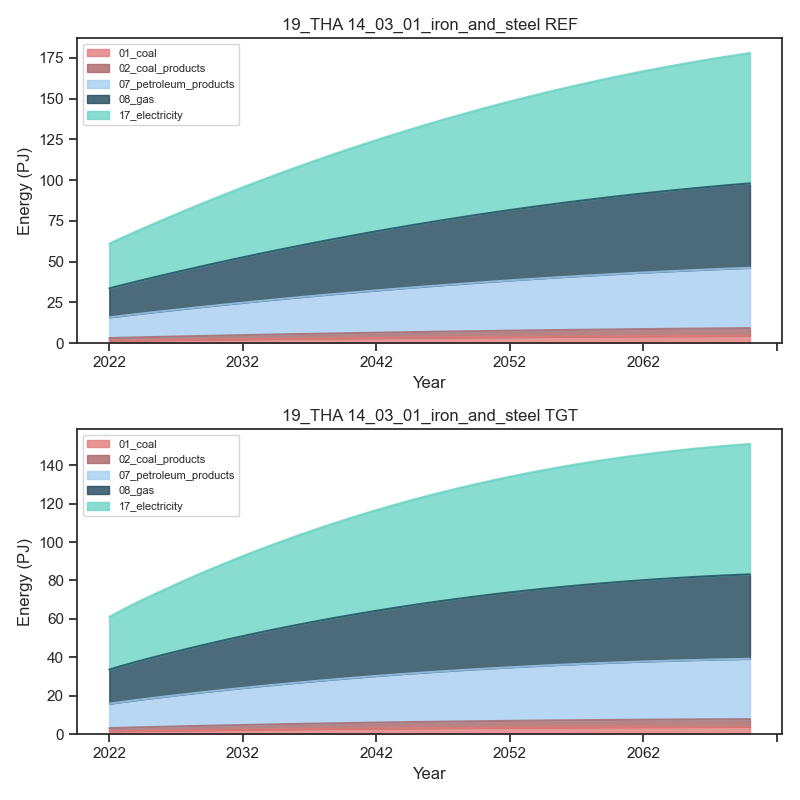 19_THA 14_03_01_iron_and_steel REF
01_coal
02_coal_products
07_petroleum_products
08_gas
17_electricity
175
150
125
100
75
50
25
0
Energy (PJ)
2022 2032 2042 2052 2062
Year
19_THA 14_03_01_iron_and_steel TGT
01_coal
02_coal_products
07_petroleum_products
08_gas
17_electricity
140
120
100
80
60
40
20
0
Energy (PJ)
2022 2032 2042 2052 2062
Year